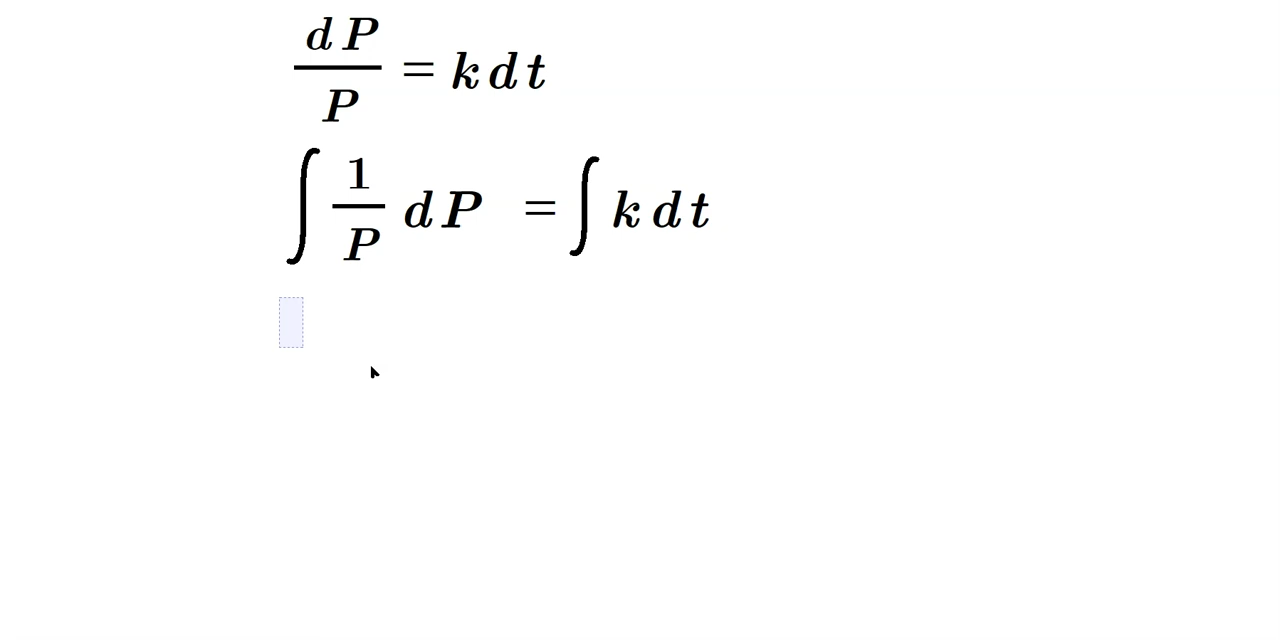 dP/P = k dt
∫ 1/P dP = ∫ k dt